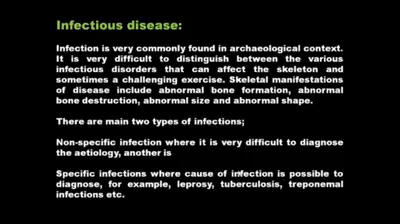 Infectious disease:
Infection is very commonly found in archaeological context.
It is very difficult to distinguish between the various
infectious disorders that can affect the skeleton and
sometimes a challenging exercise. Skeletal manifestations
of disease include abnormal bone formation, abnormal
bone destruction, abnormal size and abnormal shape.
There are main two types of infections;
Non-specific infection where it is very difficult to diagnose
the aetiology, another is
Specific infections where cause of infection is possible to
diagnose, for example, leprosy, tuberculosis, treponemal
infections etc.